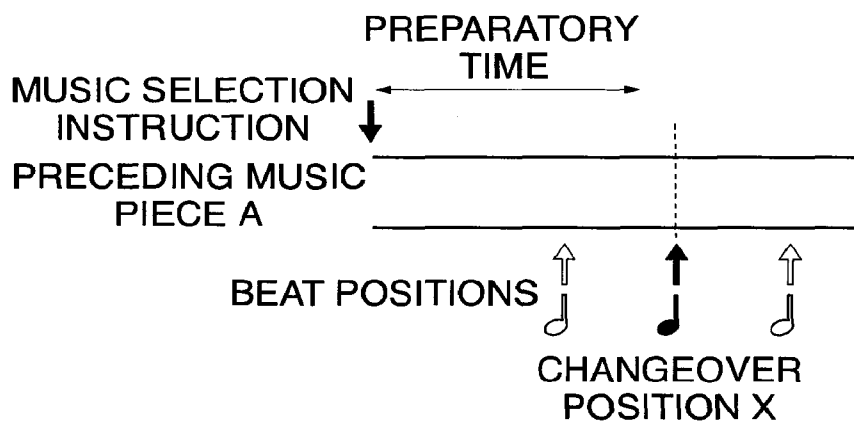 PREPARATORY
TIME
MUSIC SELECTION
INSTRUCTION
PRECEDING MUSIC
PIECE A
BEAT POSITIONS
CHANGEOVER
POSITION X